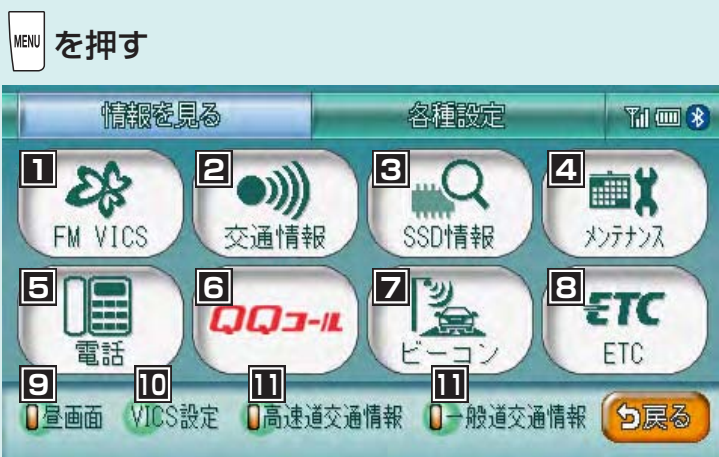 MENU を押す
情報を見る 各種設定
1 2 3 4
FM VICS 交通情報 SSD情報 メンテナンス
5 6 7 8
QQコール ETC
電話 ビーコン ETC
9 10 11 11
昼画面 VICS設定 高速道交通情報 一般道交通情報 戻る